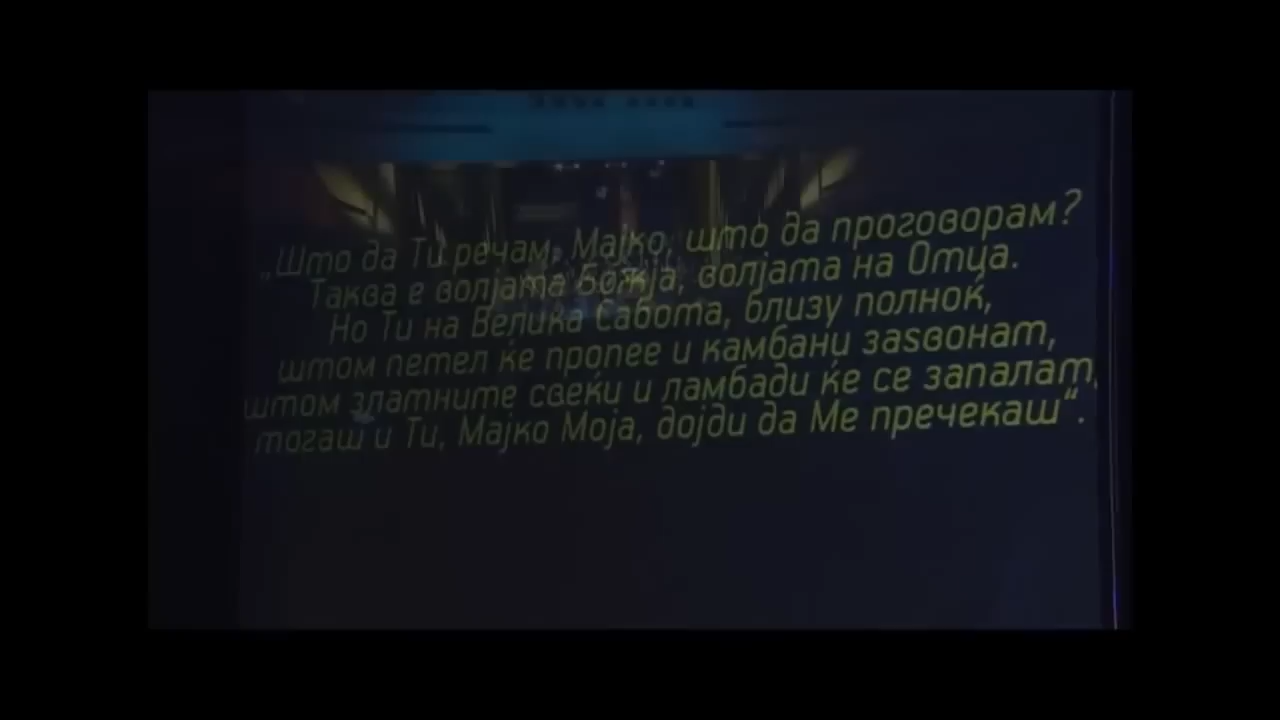 „Што да Ти речам, Мајко, што да проговорам?
Таква е волјата Божја, волјата на Отца.
Но Ти на Велика Сабота, близу полноќ,
штом петел ќе пропее и камбани заѕвонат,
штом златните свеќи и ламбади ќе се запалат,
тогаш и Ти, Мајко Моја, дојди да Ме пречекаш“.